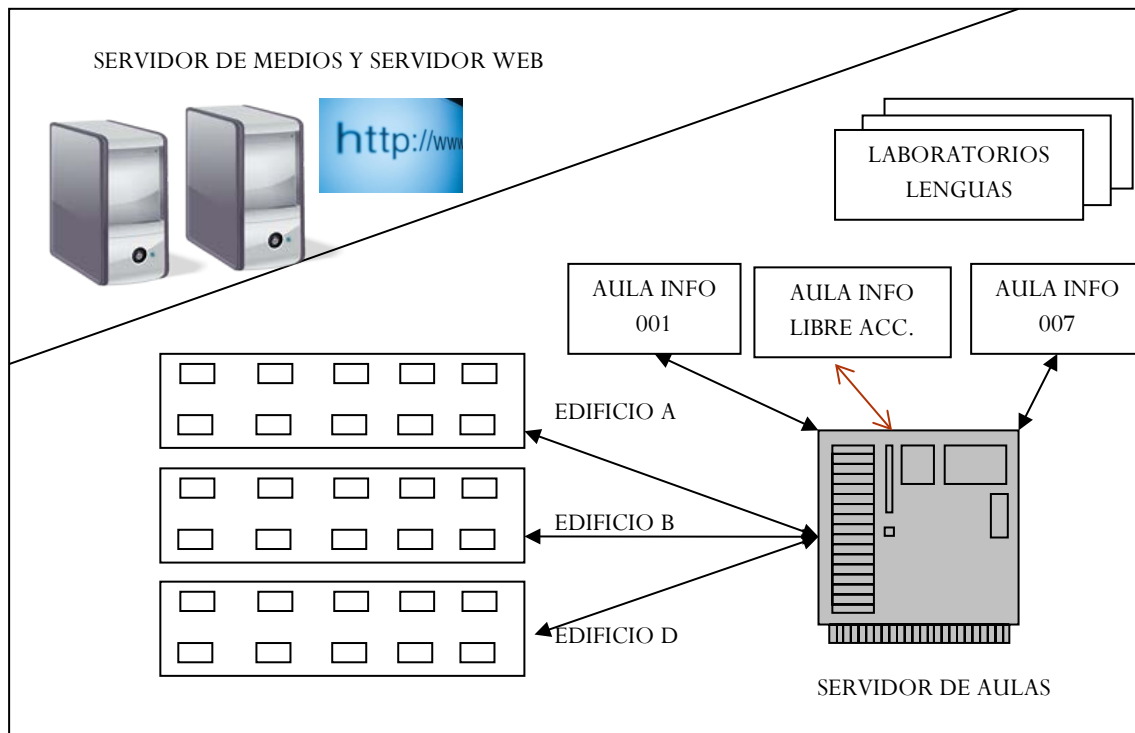 SERVIDOR DE MEDIOS Y SERVIDOR WEB
http://www
LABORATORIOS
LENGUAS
AULA INFO
001
AULA INFO
LIBRE ACC.
AULA INFO
007
EDIFICIO A
EDIFICIO B
EDIFICIO D
SERVIDOR DE AULAS